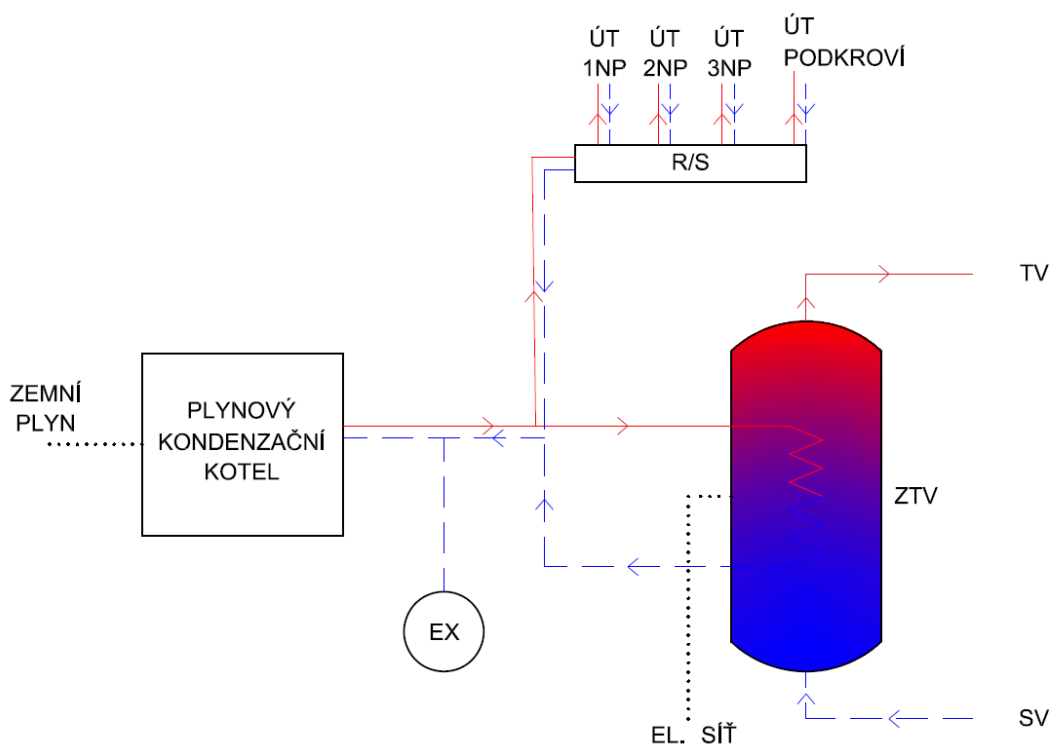 ÚT
1NP
ÚT
2NP
ÚT
3NP
ÚT
PODKROVÍ
R/S
TV
ZEMNÍ
PLYN
PLYNOVÝ
KONDENZAČNÍ
KOTEL
ZTV
EX
EL. SÍŤ
SV